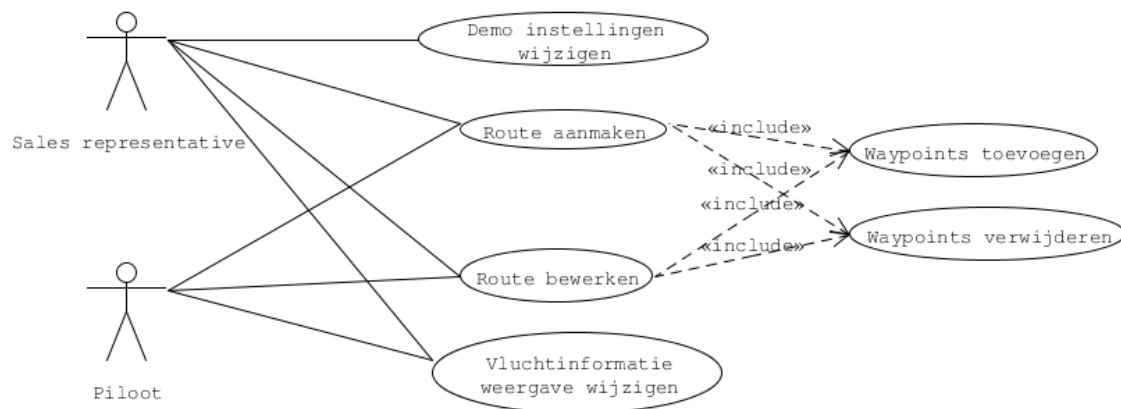 Demo instellingen
wijzigen
Sales representative
Route aanmaken
«include»
Waypoints toevoegen
«include»
«include»
Waypoints verwijderen
«include»
Route bewerken
Vluchtinformatie
weergave wijzigen
Piloot